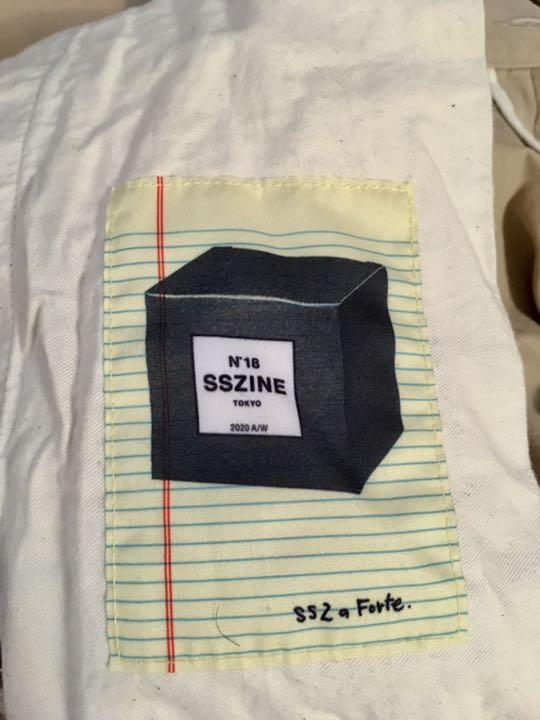 N°18
SSZINE
TOKYO
2020 A/W
SSZ a Forte.